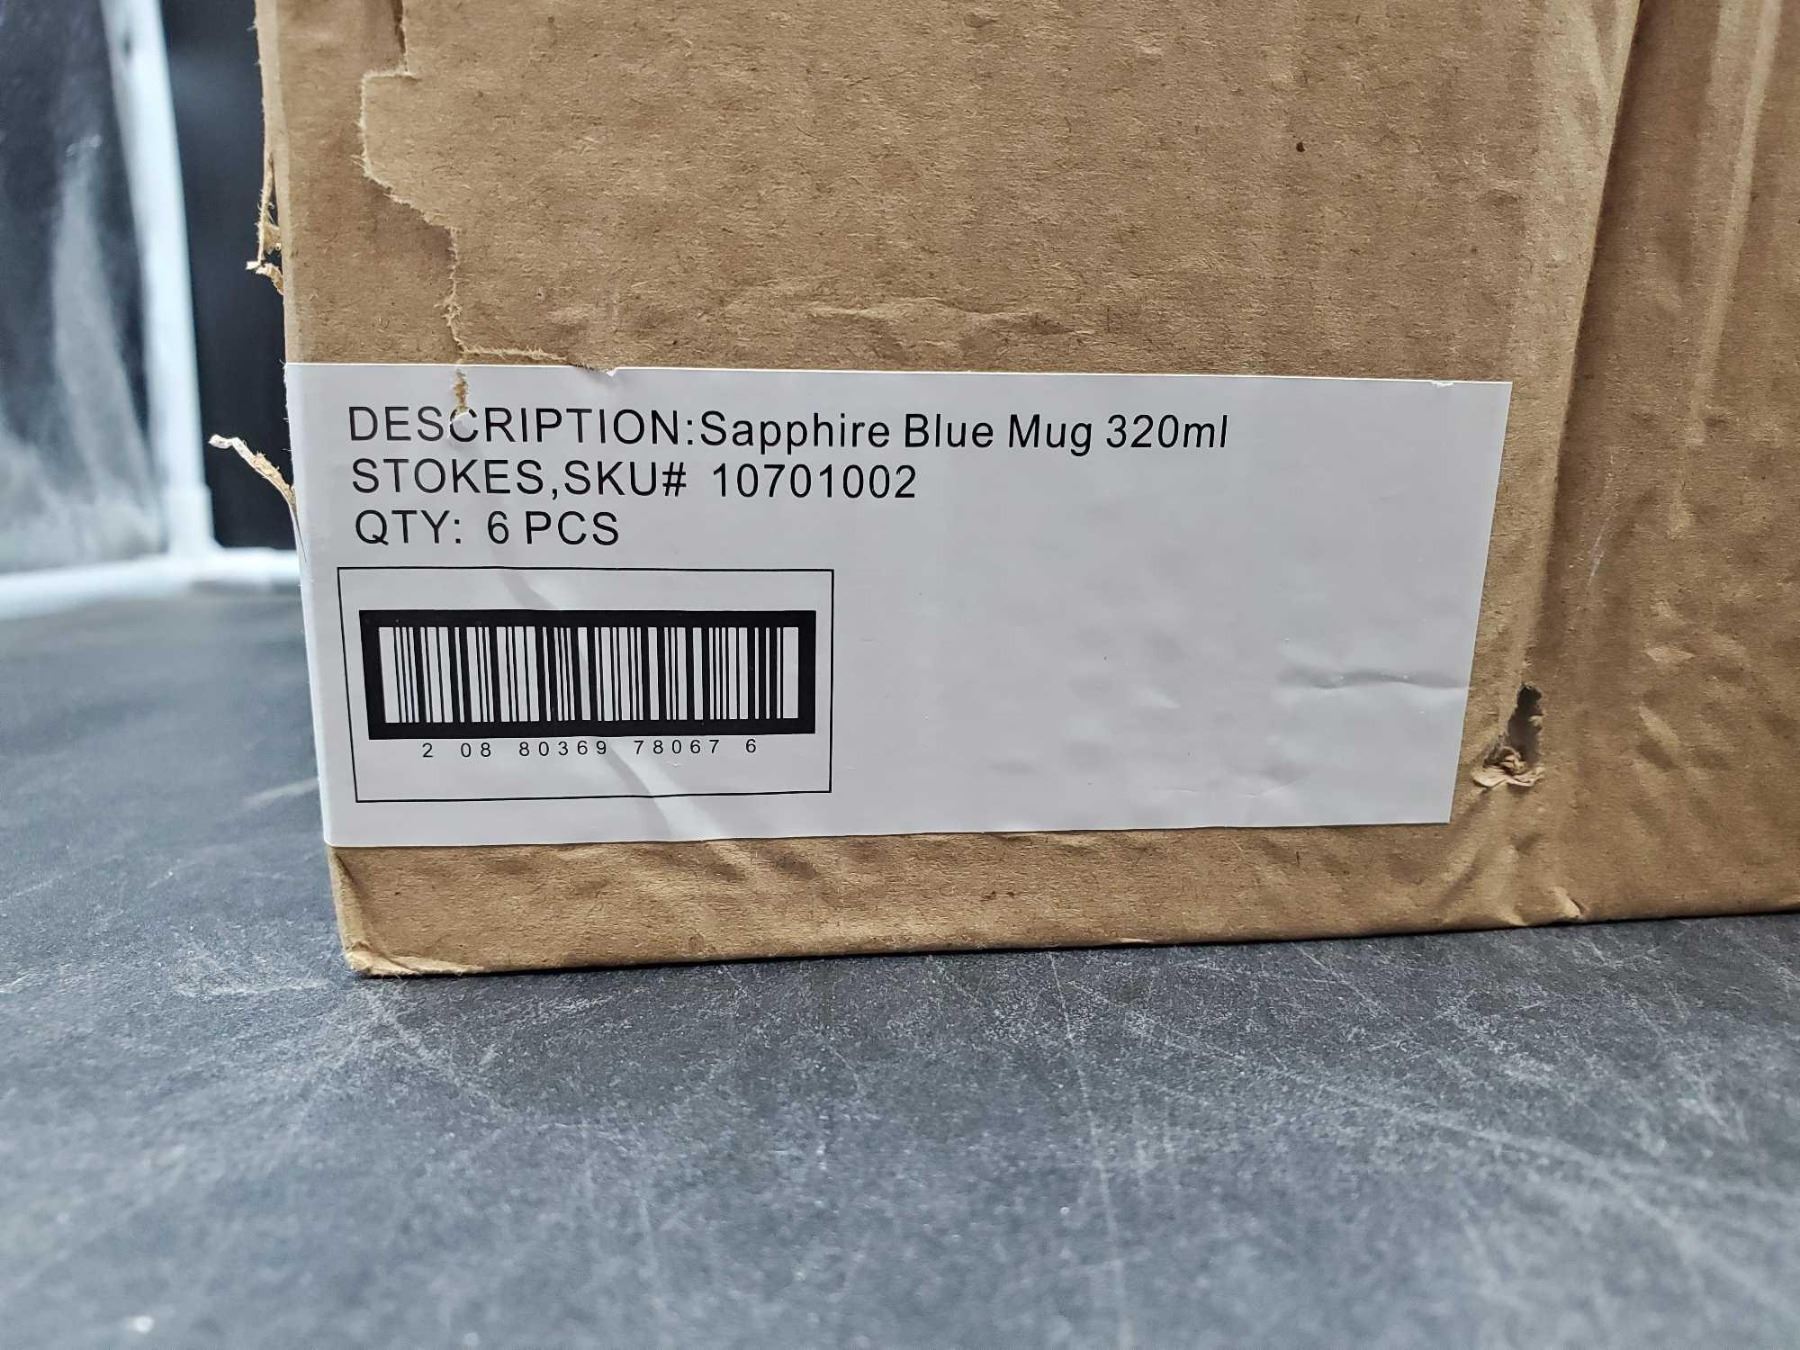 DESCRIPTION:Sapphire Blue Mug 320ml
STOKES,SKU# 10701002
QTY: 6 PCS
2 08 80369 78067 6